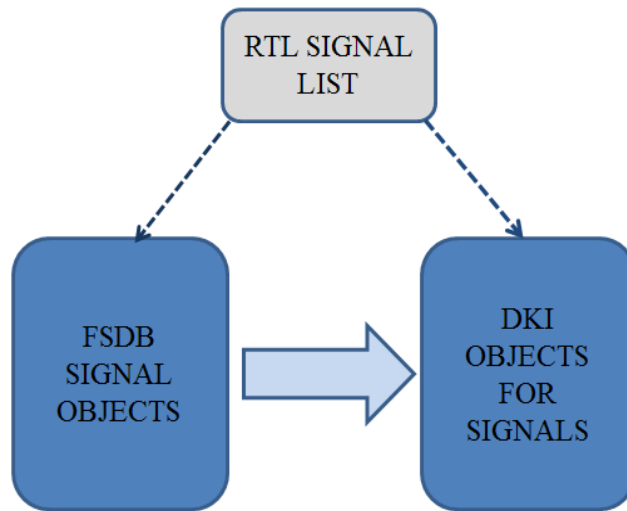 RTL SIGNAL
LIST
FSDB
SIGNAL
OBJECTS
DKI
OBJECTS
FOR
SIGNALS